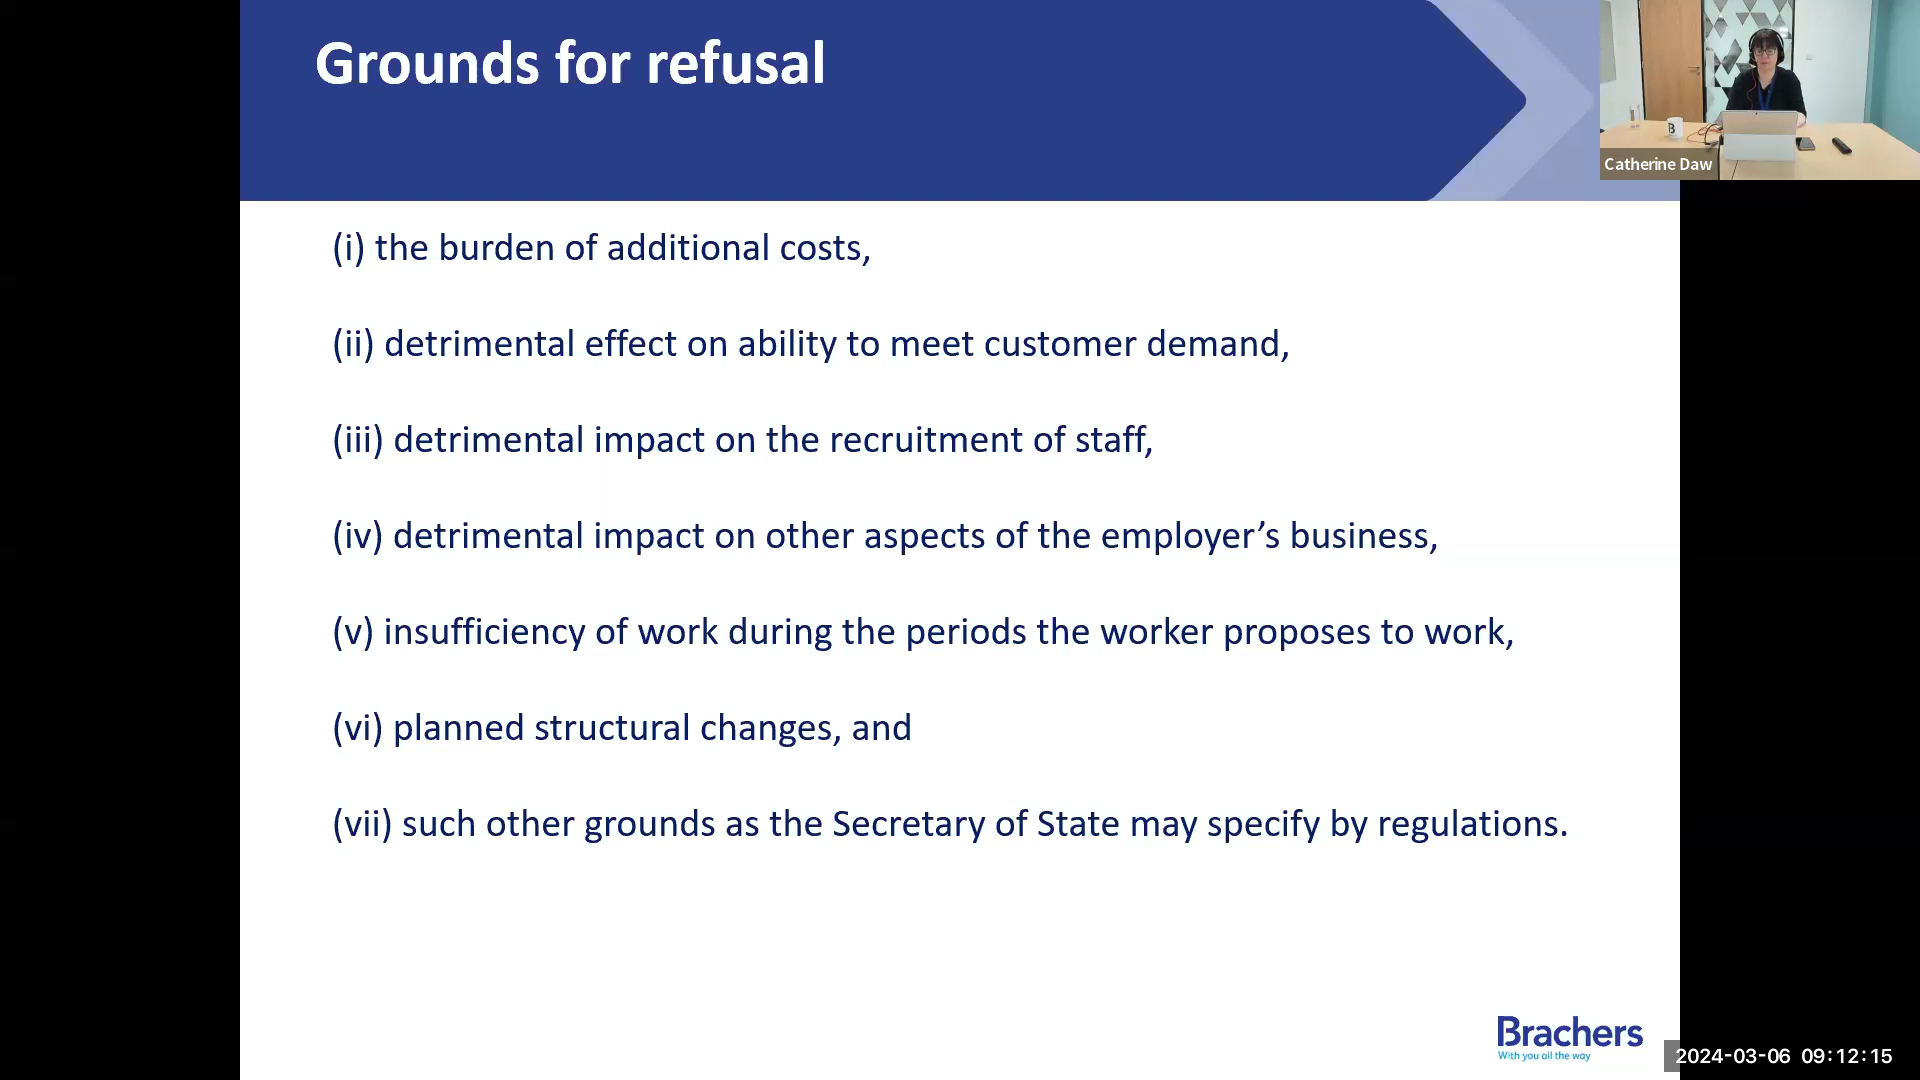 Grounds for refusal
Catherine Daw
(i) the burden of additional costs,
(ii) detrimental effect on ability to meet customer demand,
(iii) detrimental impact on the recruitment of staff,
(iv) detrimental impact on other aspects of the employer’s business,
(v) insufficiency of work during the periods the worker proposes to work,
(vi) planned structural changes, and
(vii) such other grounds as the Secretary of State may specify by regulations.
Brachers
With you all the way
2024-03-06 09:12:15
B